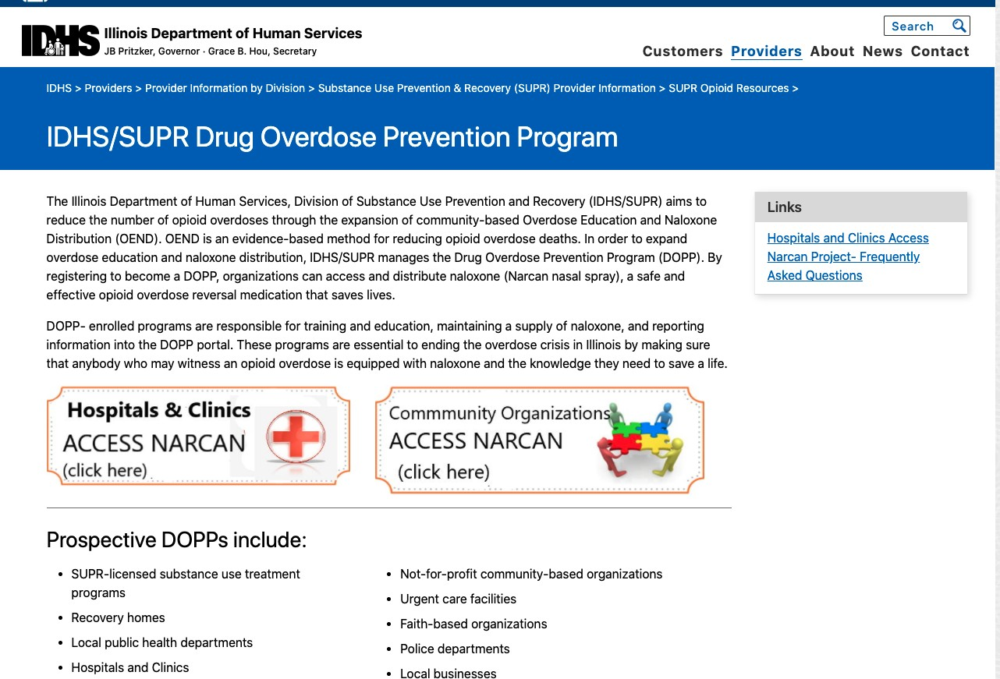 IDHS
Illinois Department of Human Services
JB Pritzker, Governor · Grace B. Hou, Secretary
Search
Customers Providers About News Contact
IDHS > Providers > Provider Information by Division > Substance Use Prevention & Recovery (SUPR) Provider Information > SUPR Opioid Resources >
IDHS/SUPR Drug Overdose Prevention Program
The Illinois Department of Human Services, Division of Substance Use Prevention and Recovery (IDHS/SUPR) aims to
reduce the number of opioid overdoses through the expansion of community-based Overdose Education and Naloxone
Distribution (OEND). OEND is an evidence-based method for reducing opioid overdose deaths. In order to expand
overdose education and naloxone distribution, IDHS/SUPR manages the Drug Overdose Prevention Program (DOPP). By
registering to become a DOPP, organizations can access and distribute naloxone (Narcan nasal spray), a safe and
effective opioid overdose reversal medication that saves lives.
DOPP- enrolled programs are responsible for training and education, maintaining a supply of naloxone, and reporting
information into the DOPP portal. These programs are essential to ending the overdose crisis in Illinois by making sure
that anybody who may witness an opioid overdose is equipped with naloxone and the knowledge they need to save a life.
Links
Hospitals and Clinics Access
Narcan Project- Frequently
Asked Questions
Hospitals & Clinics
ACCESS NARCAN
(click here)
Commmunity Organizations
ACCESS NARCAN
(click here)
Prospective DOPPs include:
• SUPR-licensed substance use treatment
programs
• Recovery homes
• Local public health departments
• Hospitals and Clinics
• Not-for-profit community-based organizations
• Urgent care facilities
• Faith-based organizations
• Police departments
• Local businesses